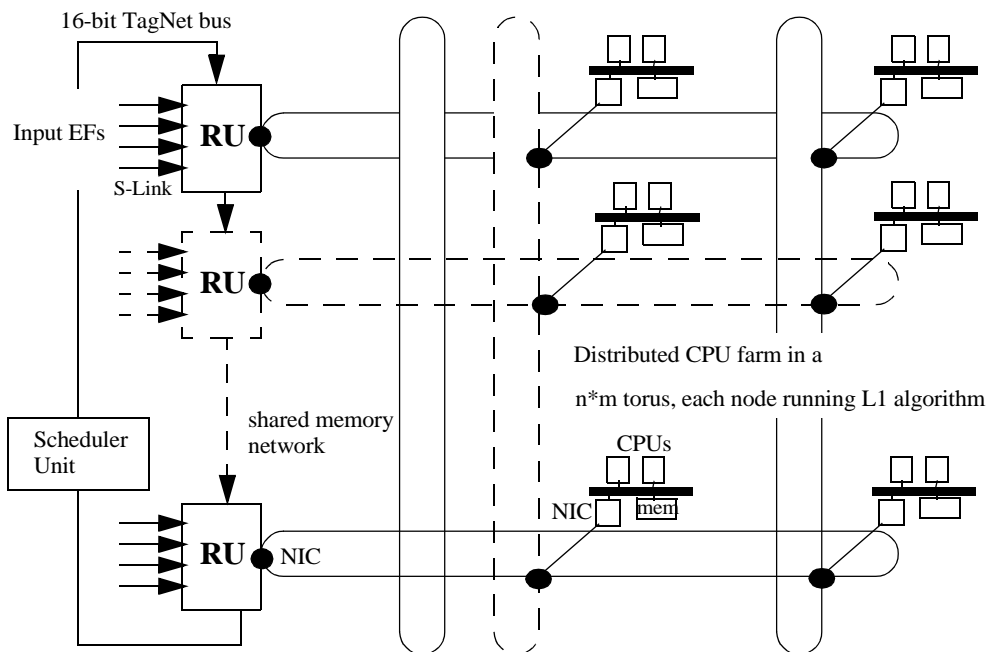 16-bit TagNet bus
Input EFs
RU
S-Link
RU
Distributed CPU farm in a
n*m torus, each node running L1 algorithm
shared memory
network
Scheduler
Unit
CPUs
NIC
mem
RU
NIC